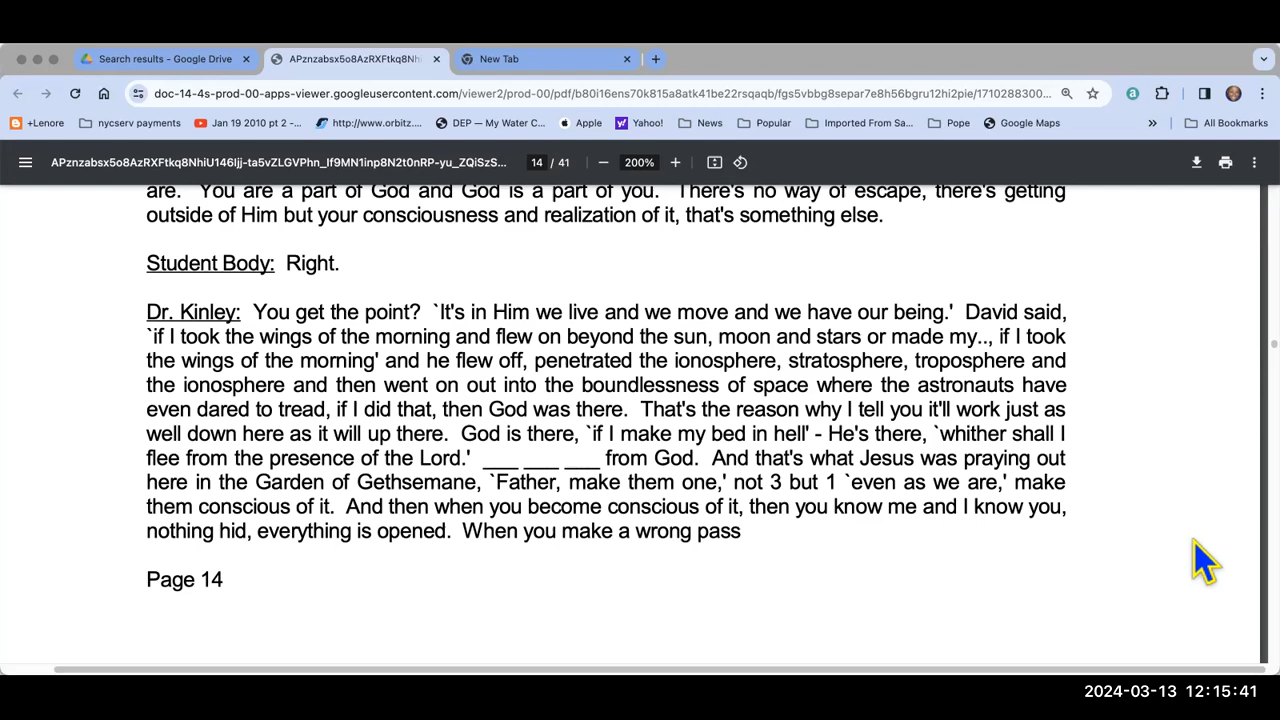 Search results - Google Drive
APznzabsx5o8AzRXFtkq8Nh
New Tab
doc-14-4s-prod-00-apps-viewer.googleusercontent.com/viewer2/prod-00/pdf/b80i16ens70k815a8atk41be22rsqaqb/fgs5vbbg8separ7e8h56bgru12hi2pie/1710288300...
+Lenore
nycserv payments
Jan 19 2010 pt 2 -...
http://www.orbitz....
DEP — My Water C...
Apple
Yahoo!
News
Popular
Imported From Sa...
Pope
Google Maps
All Bookmarks
APznzabsx5o8AzRXFtkq8NhiU146ljj-ta5vZLGVPhn_If9MN1inp8N2t0nRP-yu_ZQiSzS...
14 / 41
200%
are. You are a part of God and God is a part of you. There's no way of escape, there's getting
outside of Him but your consciousness and realization of it, that's something else.
Student Body: Right.
Dr. Kinley: You get the point? `It's in Him we live and we move and we have our being.' David said,
`if I took the wings of the morning and flew on beyond the sun, moon and stars or made my.., if I took
the wings of the morning' and he flew off, penetrated the ionosphere, stratosphere, troposphere and
the ionosphere and then went on out into the boundlessness of space where the astronauts have
even dared to tread, if I did that, then God was there. That's the reason why I tell you it'll work just as
well down here as it will up there. God is there, `if I make my bed in hell' - He's there, `whither shall I
flee from the presence of the Lord.' ___ ___ ___ from God. And that's what Jesus was praying out
here in the Garden of Gethsemane, `Father, make them one,' not 3 but 1 `even as we are,' make
them conscious of it. And then when you become conscious of it, then you know me and I know you,
nothing hid, everything is opened. When you make a wrong pass
Page 14
2024-03-13 12:15:41